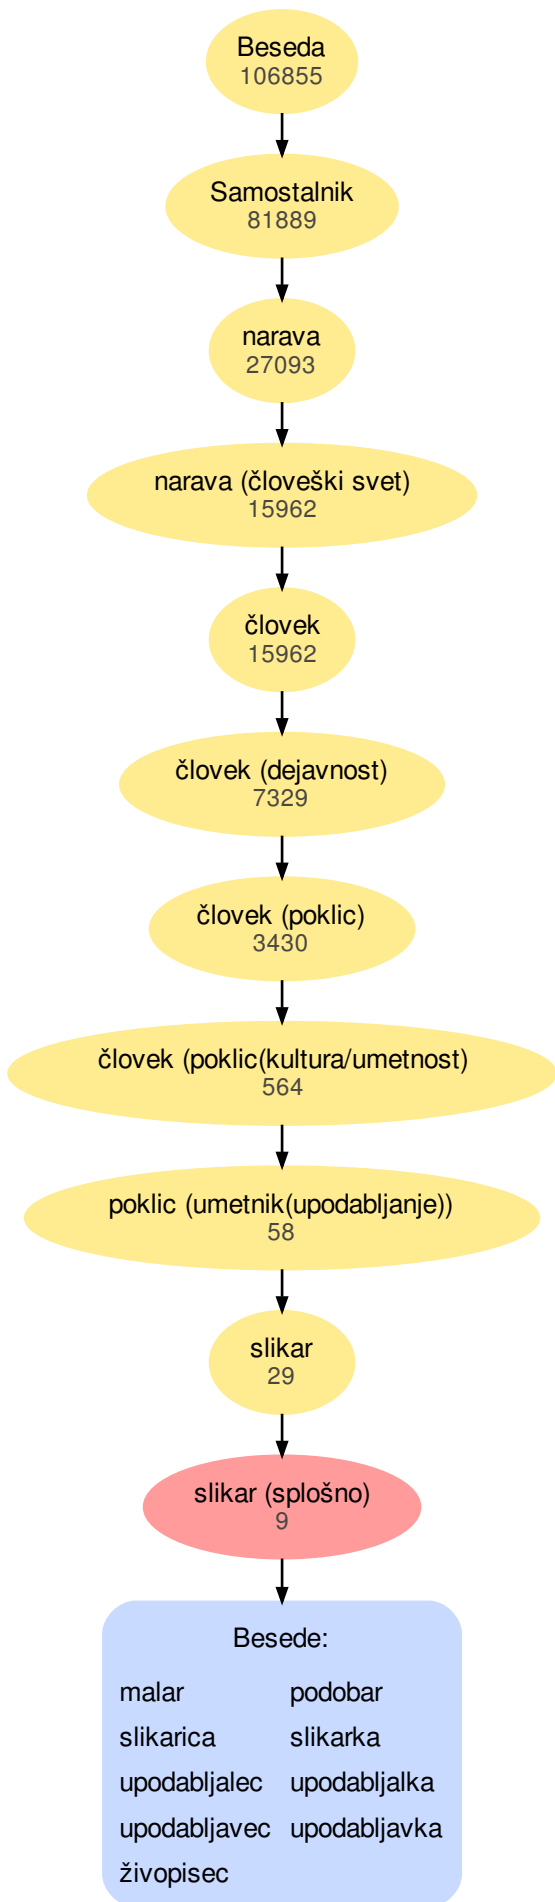 Beseda
106855
Samostalnik
81889
narava
27093
narava (človeški svet)
15962
človek
15962
človek (dejavnost)
7329
človek (poklic)
3430
človek (poklic(kultura/umetnost)
564
poklic (umetnik(upodabljanje))
58
slikar
29
slikar (splošno)
9
Besede:
malar podobar
slikarica slikarka
upodabljalec upodabljalka
upodabljavec upodabljavka
živopisec